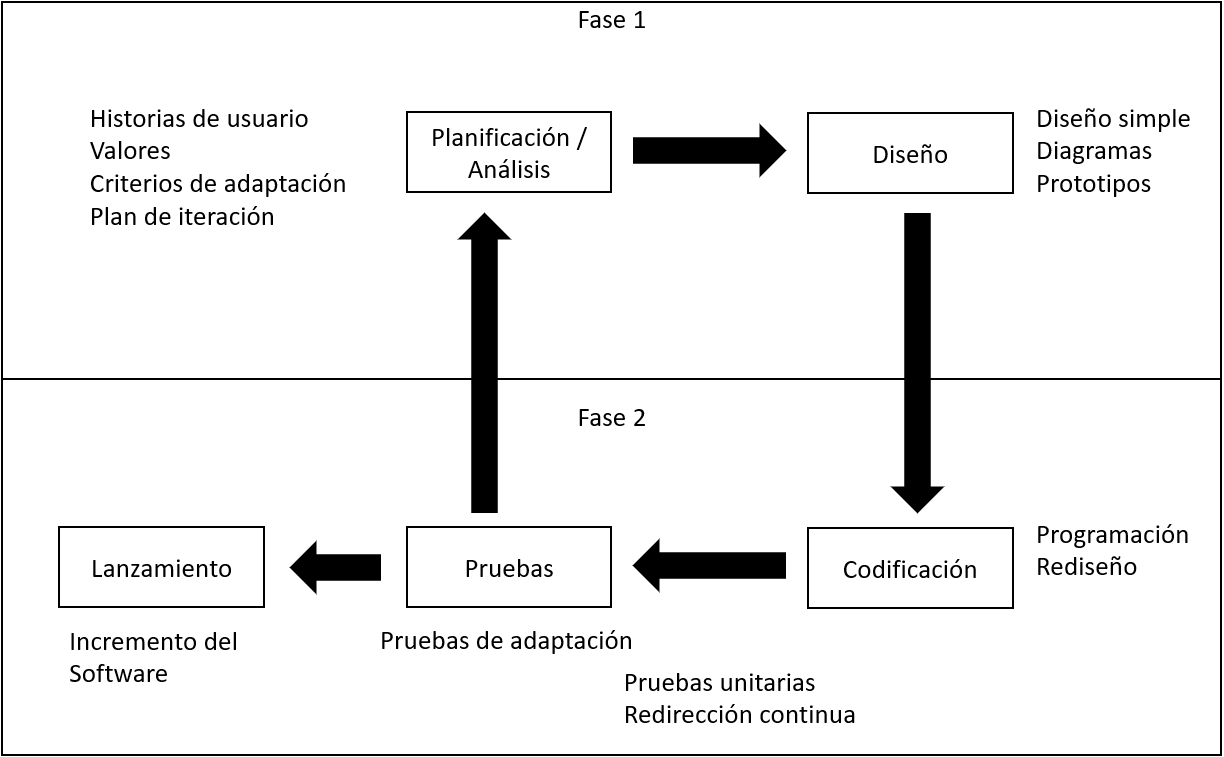 Fase 1
Historias de usuario
Valores
Criterios de adaptación
Plan de iteración
Planificación /
Análisis
Diseño
Diseño simple
Diagramas
Prototipos
Fase 2
Lanzamiento
Incremento del
Software
Pruebas
Pruebas de adaptación
Codificación
Programación
Rediseño
Pruebas unitarias
Redirección continua